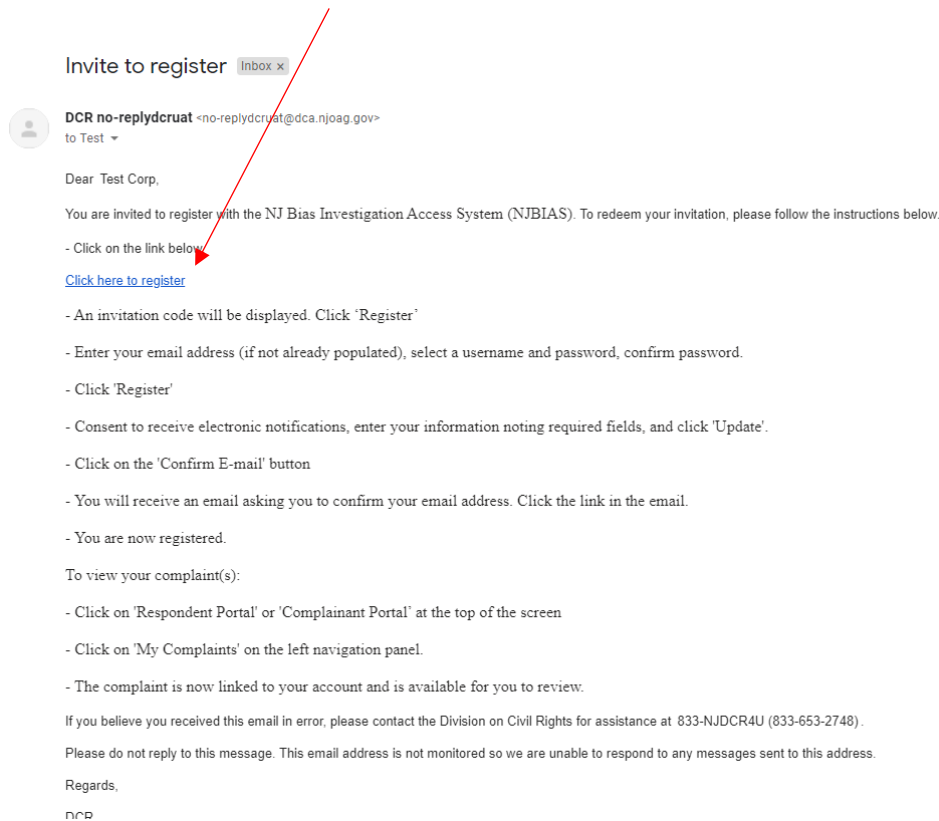 Invite to register Inbox x
DCR no-replydcruat <no-replydcruat@dca.njoag.gov>
to Test
Dear Test Corp,
You are invited to register with the NJ Bias Investigation Access System (NJBIAS). To redeem your invitation, please follow the instructions below.
- Click on the link below
Click here to register
- An invitation code will be displayed. Click ‘Register’
- Enter your email address (if not already populated), select a username and password, confirm password.
- Click 'Register'
- Consent to receive electronic notifications, enter your information noting required fields, and click 'Update'.
- Click on the 'Confirm E-mail' button
- You will receive an email asking you to confirm your email address. Click the link in the email.
- You are now registered.
To view your complaint(s):
- Click on 'Respondent Portal' or 'Complainant Portal’ at the top of the screen
- Click on 'My Complaints' on the left navigation panel.
- The complaint is now linked to your account and is available for you to review.
If you believe you received this email in error, please contact the Division on Civil Rights for assistance at 833-NJDCR4U (833-653-2748).
Please do not reply to this message. This email address is not monitored so we are unable to respond to any messages sent to this address.
Regards,
DCR